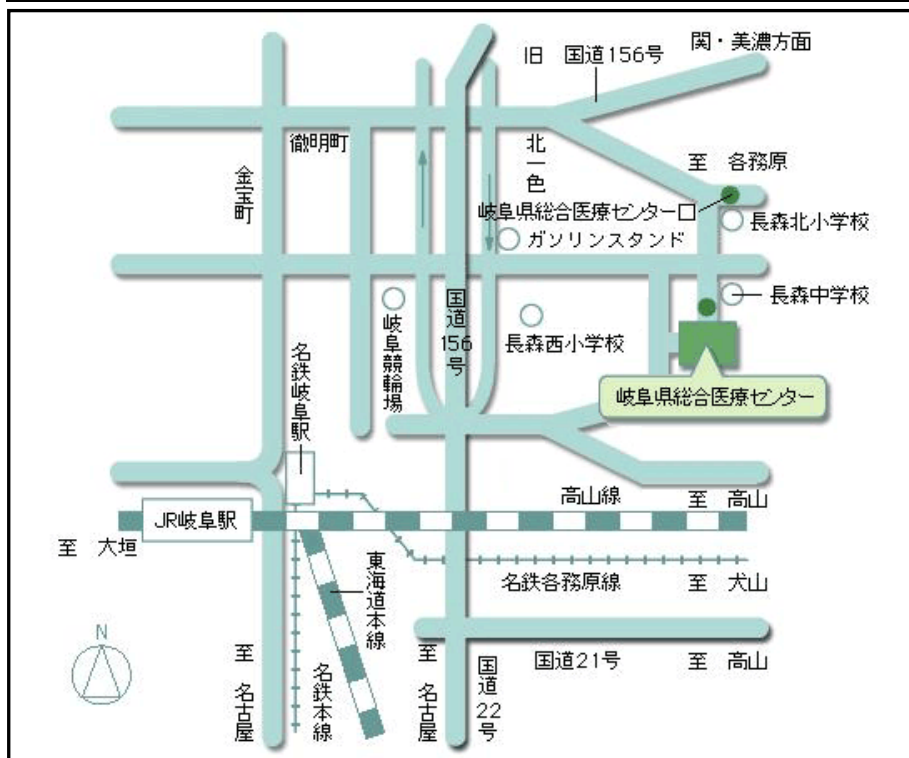 関・美濃方面
旧 国道156号
徹明町
北一色
至 各務原
金宝町
岐阜県総合医療センター口
長森北小学校
ガソリンスタンド
国道156号
長森中学校
岐阜競輪場
長森西小学校
名鉄岐阜駅
岐阜県総合医療センター
高山線 至 高山
JR岐阜駅
至 大垣
東海道本線
名鉄各務原線 至 犬山
N
至 名古屋
名鉄本線
至 名古屋
国道22号
国道21号 至 高山